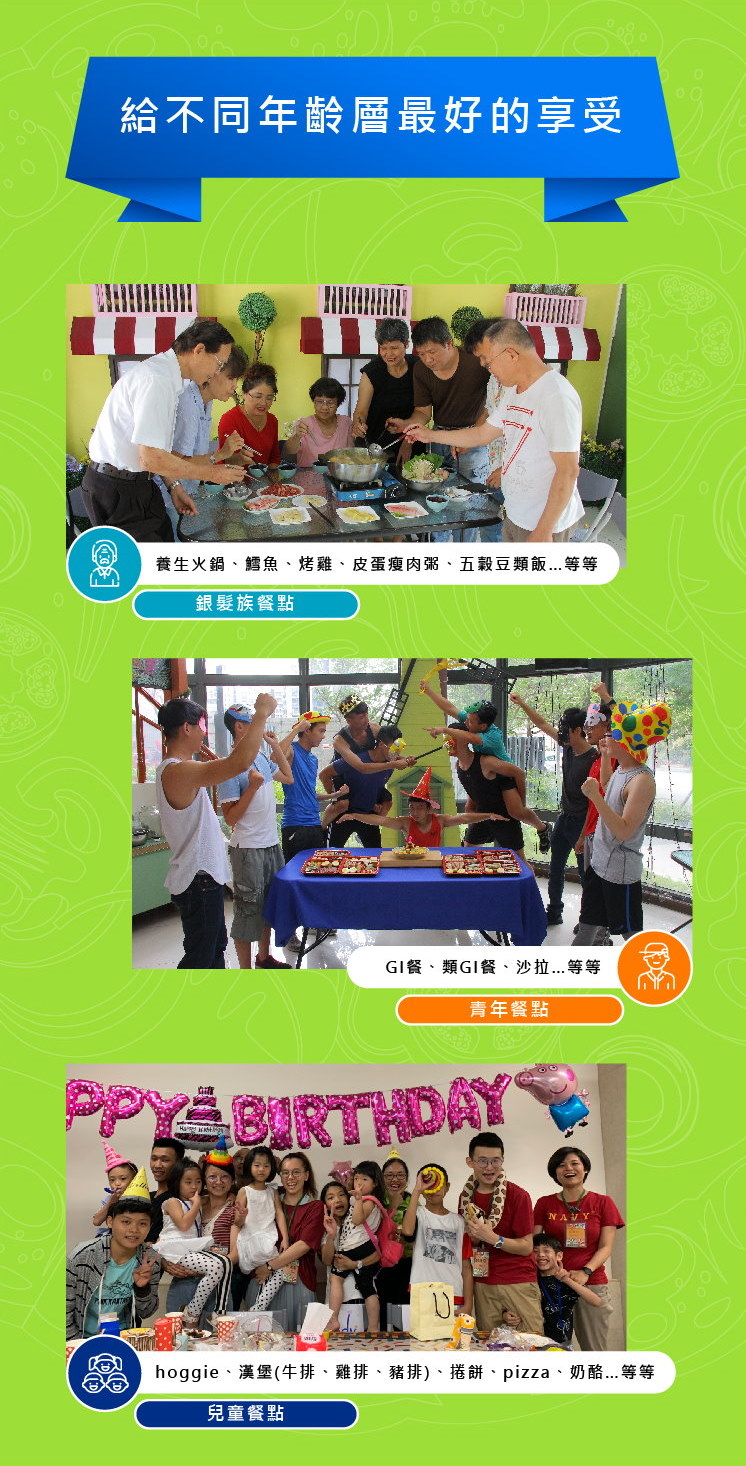 給不同年齡層最好的享受
養生火鍋、鱈魚、烤雞、皮蛋瘦肉粥、五穀豆類飯...等等
銀髮族餐點
GI餐、類GI餐、沙拉...等等
青年餐點
PPY BIRTHDAY
NAVY
hoggie、漢堡(牛排、雞排、豬排)、捲餅、pizza、奶酪...等等
兒童餐點